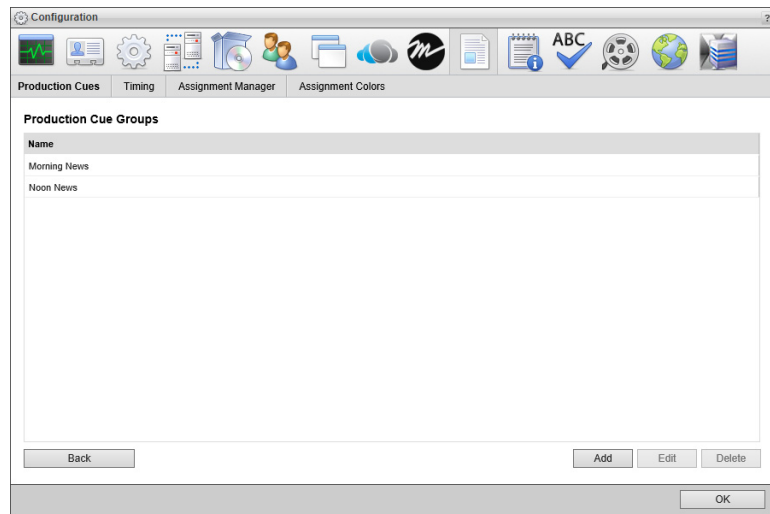 Configuration ?
m ABC
Production Cues Timing Assignment Manager Assignment Colors
Production Cue Groups
Name
Morning News
Noon News
Back Add Edit Delete
OK